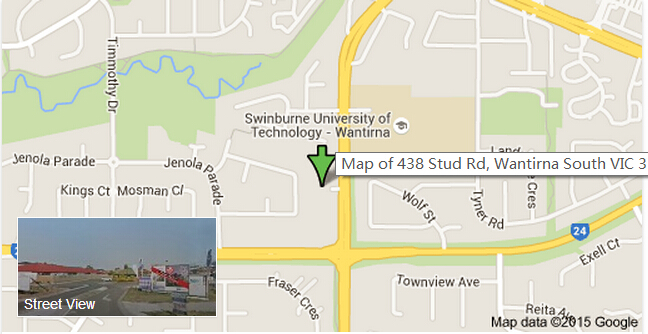 Timmothy Dr
Swinburne University of
Technology - Wantirna
Jenola Parade
Jenola Parade
Map of 438 Stud Rd, Wantirna South VIC 3
Kings Ct
Mosman Cl
Wolf St
Tyner Rd
Cres
24
Exell Ct
Street View
Fraser Cres
Townview Ave
Reita Ave
Map data ©2015 Google